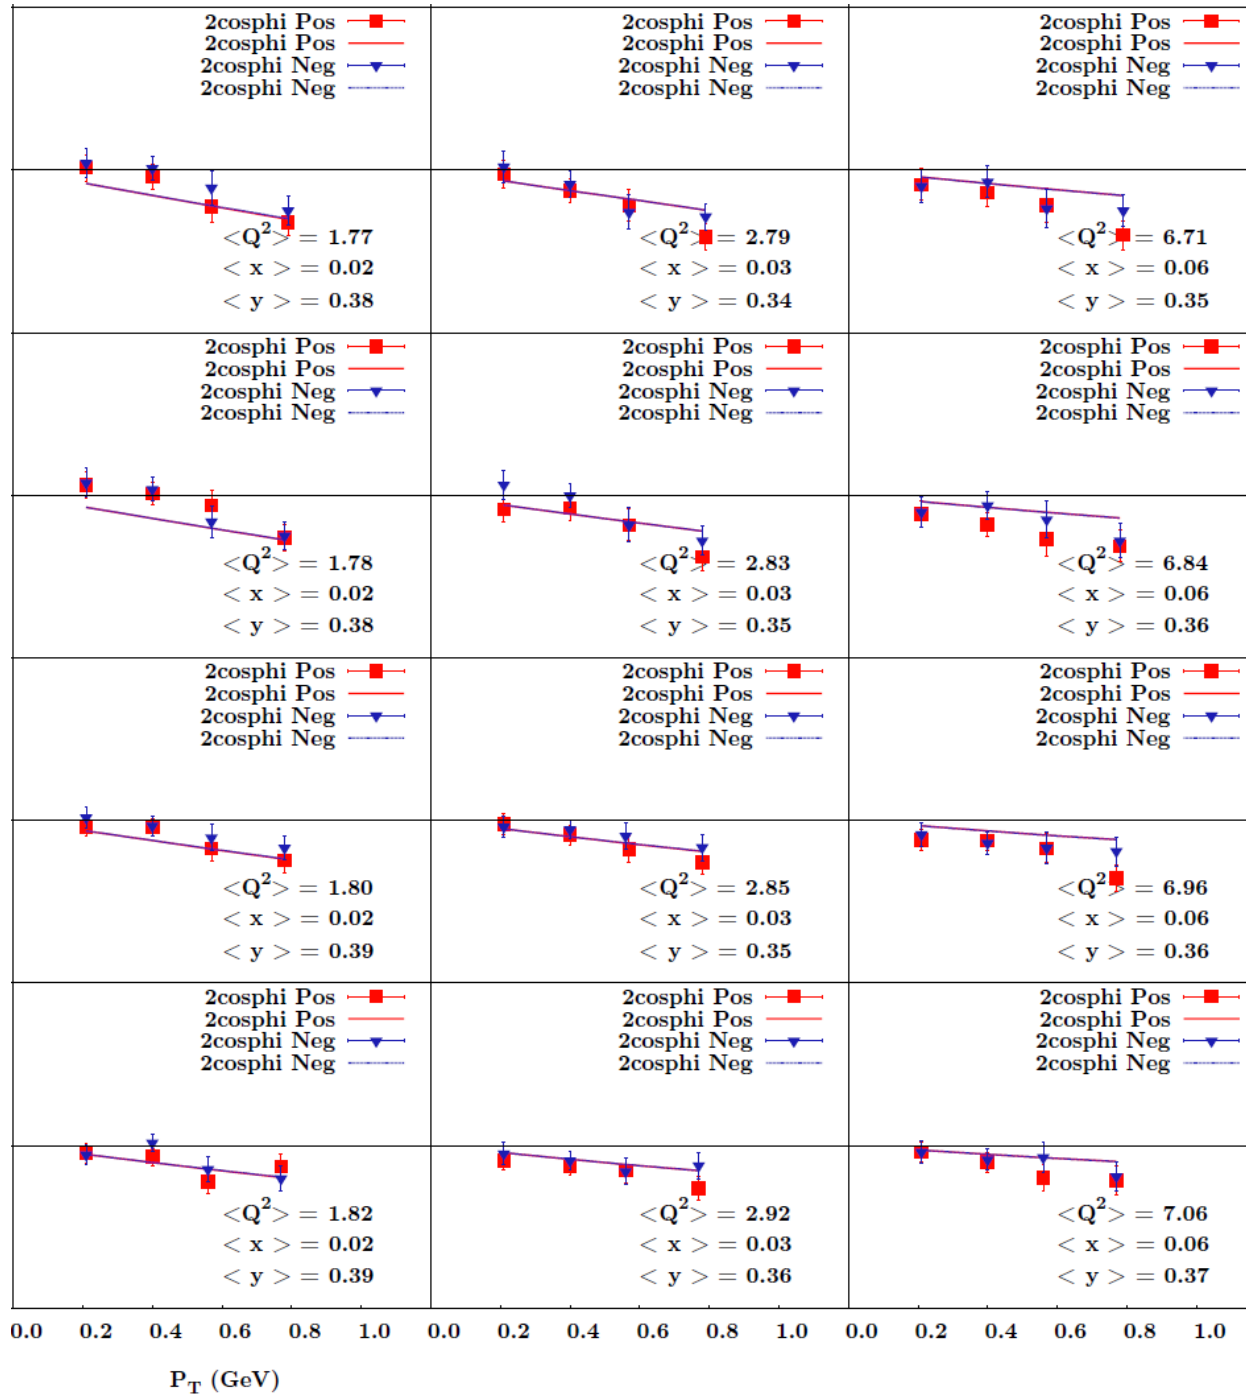 2cosphi Pos
2cosphi Pos
2cosphi Neg
2cosphi Neg
<Q²> = 1.77
< x > = 0.02
< y > = 0.38
2cosphi Pos
2cosphi Pos
2cosphi Neg
2cosphi Neg
<Q²> = 2.79
< x > = 0.03
< y > = 0.34
2cosphi Pos
2cosphi Pos
2cosphi Neg
2cosphi Neg
<Q²> = 6.71
< x > = 0.06
< y > = 0.35
2cosphi Pos
2cosphi Pos
2cosphi Neg
2cosphi Neg
<Q²> = 1.78
< x > = 0.02
< y > = 0.38
2cosphi Pos
2cosphi Pos
2cosphi Neg
2cosphi Neg
<Q²> = 2.83
< x > = 0.03
< y > = 0.35
2cosphi Pos
2cosphi Pos
2cosphi Neg
2cosphi Neg
<Q²> = 6.84
< x > = 0.06
< y > = 0.36
2cosphi Pos
2cosphi Pos
2cosphi Neg
2cosphi Neg
<Q²> = 1.80
< x > = 0.02
< y > = 0.39
2cosphi Pos
2cosphi Pos
2cosphi Neg
2cosphi Neg
<Q²> = 2.85
< x > = 0.03
< y > = 0.35
2cosphi Pos
2cosphi Pos
2cosphi Neg
2cosphi Neg
<Q²> = 6.96
< x > = 0.06
< y > = 0.36
2cosphi Pos
2cosphi Pos
2cosphi Neg
2cosphi Neg
<Q²> = 1.82
< x > = 0.02
< y > = 0.39
2cosphi Pos
2cosphi Pos
2cosphi Neg
2cosphi Neg
<Q²> = 2.92
< x > = 0.03
< y > = 0.36
2cosphi Pos
2cosphi Pos
2cosphi Neg
2cosphi Neg
<Q²> = 7.06
< x > = 0.06
< y > = 0.37
0.0 0.2 0.4 0.6 0.8 1.0 0.0 0.2 0.4 0.6 0.8 1.0 0.0 0.2 0.4 0.6 0.8 1.0
P_T (GeV)